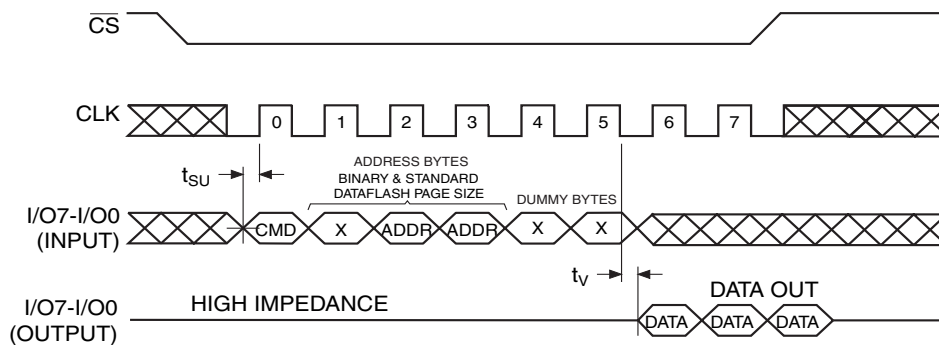 CS
CLK
0 1 2 3 4 5 6 7
tSU
ADDRESS BYTES
BINARY & STANDARD
DATAFLASH PAGE SIZE
DUMMY BYTES
I/O7-I/O0
(INPUT)
CMD X ADDR ADDR X X
tV
I/O7-I/O0
(OUTPUT)
HIGH IMPEDANCE
DATA OUT
DATA DATA DATA